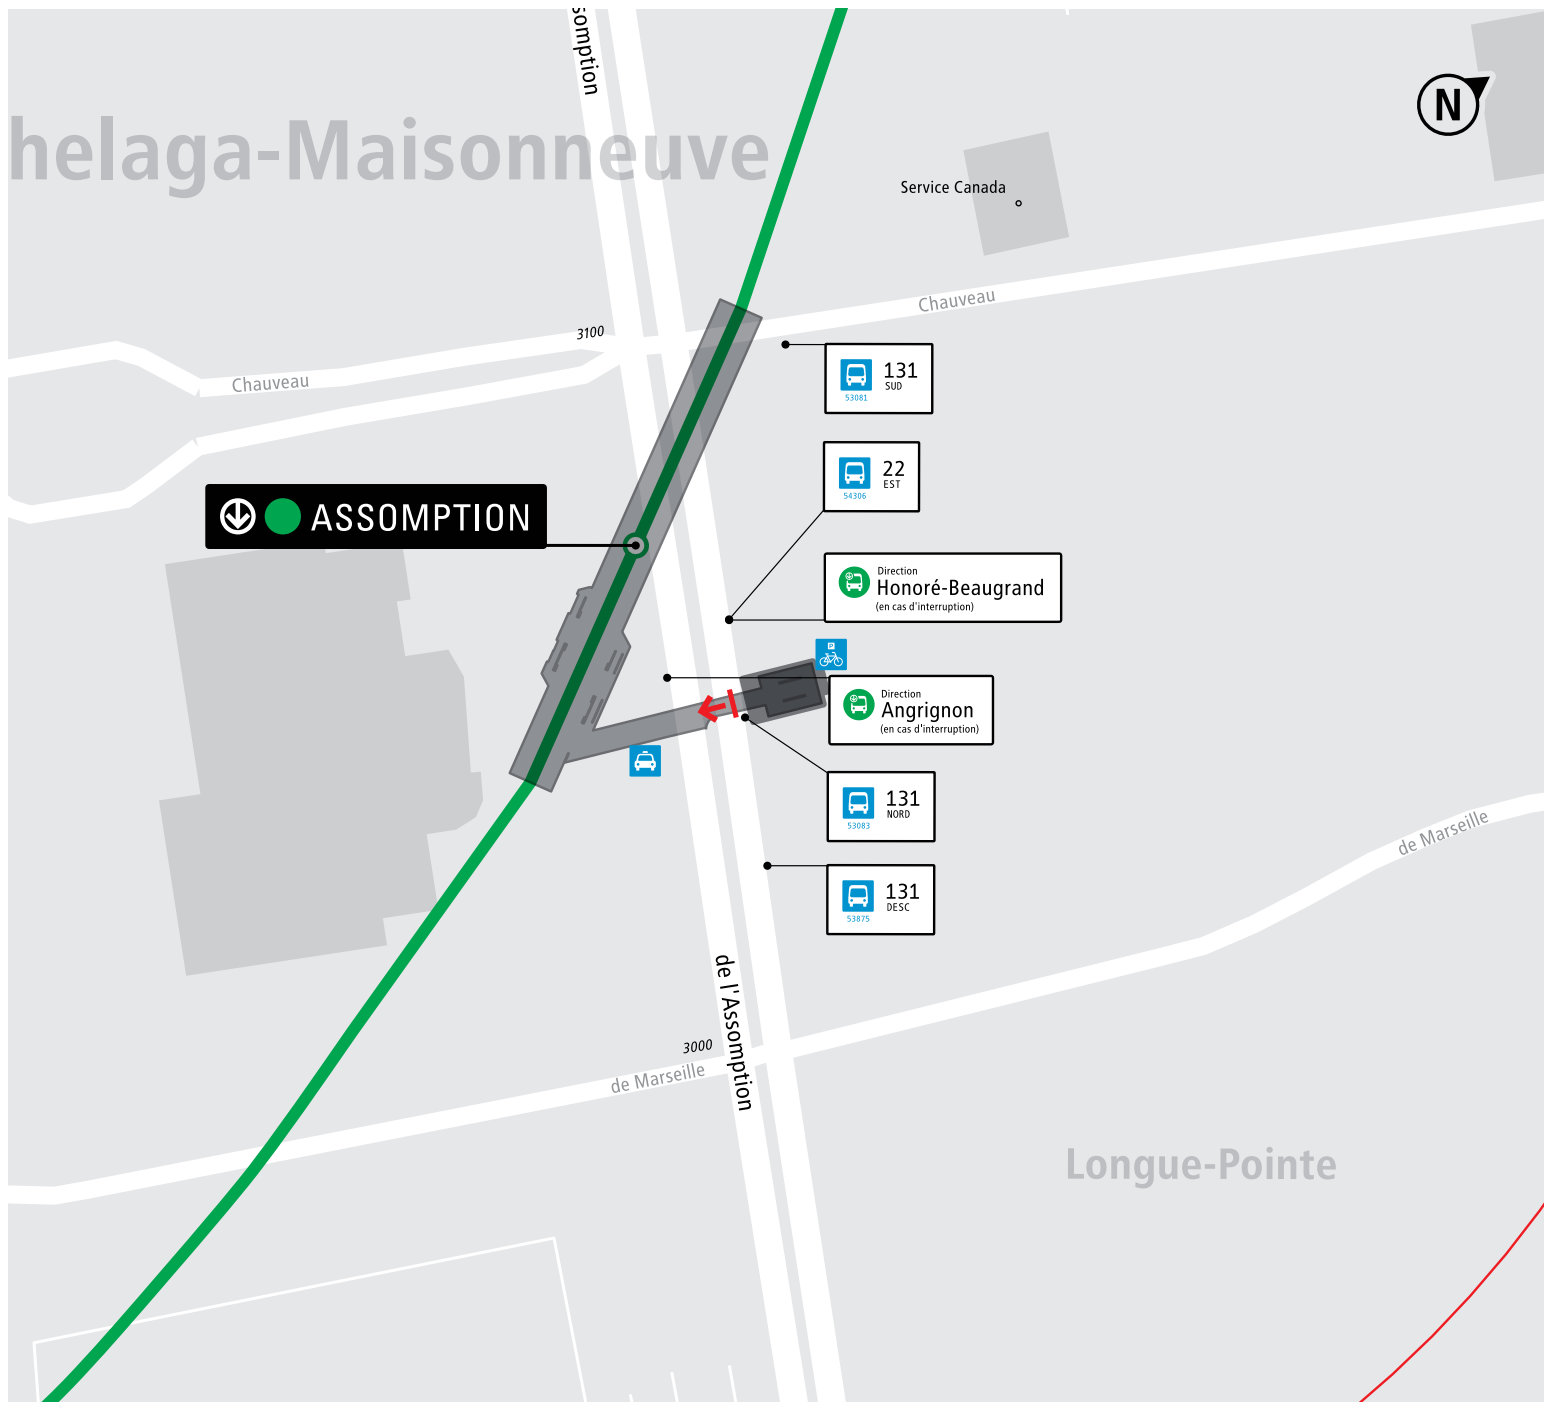 somption
helaga-Maisonneuve
N
Service Canada
Chauveau
3100
Chauveau
131
SUD
53081
22
EST
54306
ASSOMPTION
Direction
Honoré-Beaugrand
(en cas d'interruption)
P
Direction
Angrignon
(en cas d'interruption)
131
NORD
53083
de Marseille
131
DESC
53875
de l'Assomption
3000
de Marseille
Longue-Pointe